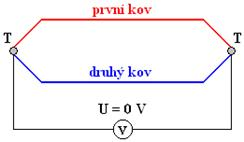 první kov
T T
druhý kov
U = 0 V
V